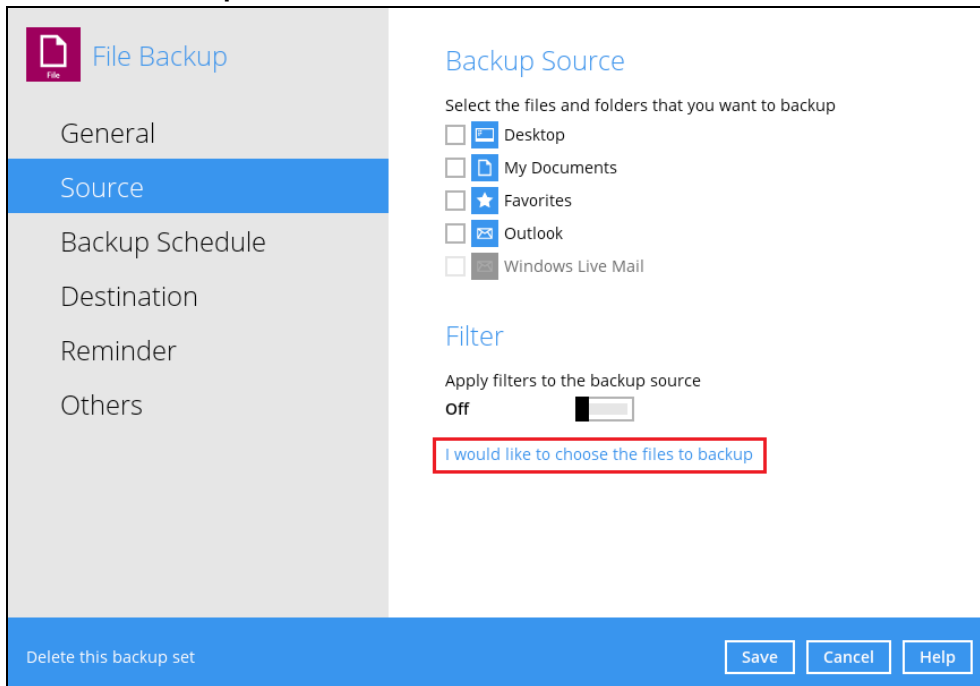 File
File Backup
General
Source
Backup Schedule
Destination
Reminder
Others
Backup Source
Select the files and folders that you want to backup
Desktop
My Documents
Favorites
Outlook
Windows Live Mail
Filter
Apply filters to the backup source
Off
I would like to choose the files to backup
Delete this backup set
Save
Cancel
Help